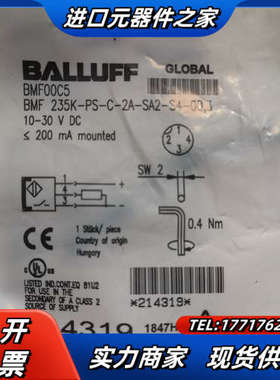 进口元器件之家
BALLUFF
GLOBAL
BMF00C5
BMF 235K-PS-C-2A-SA2-S4-00,3
10-30 V DC
≤ 200 mA mounted
SW 2
0.4 Nm
1 Stück/ piece
Country of origin
Hungary
LISTED IND.CONT.EQ 81U2
FOR USE IN THE
SECONDARY OF A CLASS 2
SOURCE
*214319*
4319
1847H
开
票
TEL:1771762
实力商家 现货供